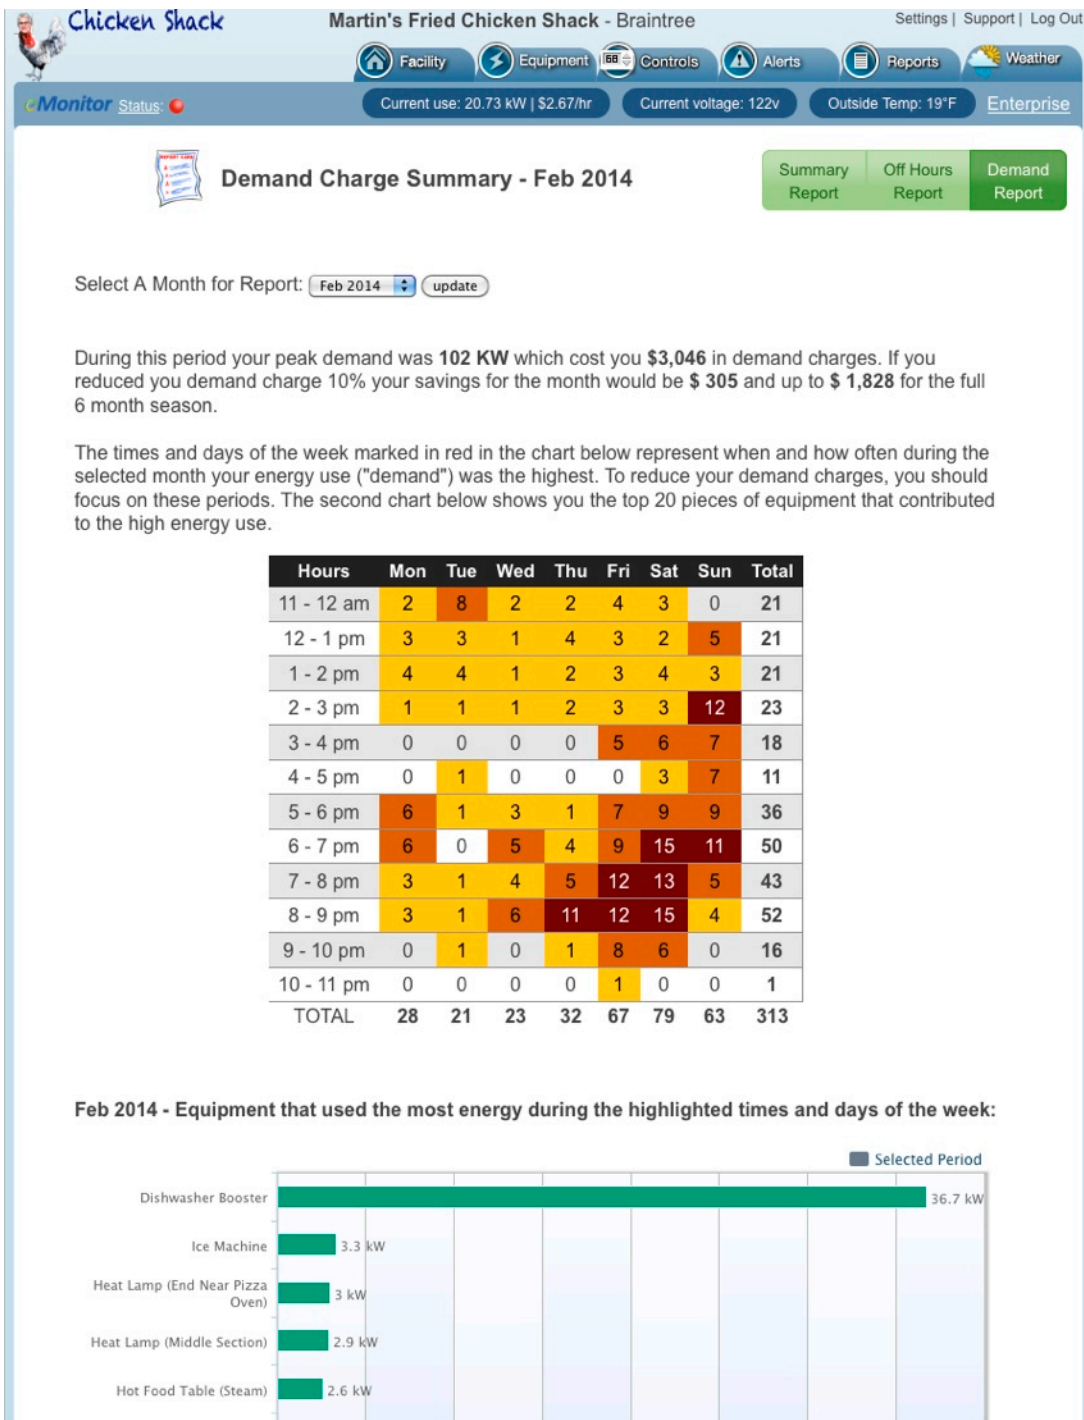 Chicken Shack
Martin's Fried Chicken Shack - Braintree
Settings | Support | Log Out
Facility
Equipment
68
Controls
Alerts
Reports
Weather
eMonitor Status:
Current use: 20.73 kW | $2.67/hr
Current voltage: 122v
Outside Temp: 19°F
Enterprise
REPORT CARD
Demand Charge Summary - Feb 2014
Summary Report
Off Hours Report
Demand Report
Select A Month for Report: Feb 2014 update
During this period your peak demand was 102 KW which cost you $3,046 in demand charges. If you
reduced you demand charge 10% your savings for the month would be $ 305 and up to $ 1,828 for the full
6 month season.
The times and days of the week marked in red in the chart below represent when and how often during the
selected month your energy use ("demand") was the highest. To reduce your demand charges, you should
focus on these periods. The second chart below shows you the top 20 pieces of equipment that contributed
to the high energy use.
Hours Mon Tue Wed Thu Fri Sat Sun Total
11 - 12 am 2 8 2 2 4 3 0 21
12 - 1 pm 3 3 1 4 3 2 5 21
1 - 2 pm 4 4 1 2 3 4 3 21
2 - 3 pm 1 1 1 2 3 3 12 23
3 - 4 pm 0 0 0 0 5 6 7 18
4 - 5 pm 0 1 0 0 0 3 7 11
5 - 6 pm 6 1 3 1 7 9 9 36
6 - 7 pm 6 0 5 4 9 15 11 50
7 - 8 pm 3 1 4 5 12 13 5 43
8 - 9 pm 3 1 6 11 12 15 4 52
9 - 10 pm 0 1 0 1 8 6 0 16
10 - 11 pm 0 0 0 0 1 0 0 1
TOTAL 28 21 23 32 67 79 63 313
Feb 2014 - Equipment that used the most energy during the highlighted times and days of the week:
Selected Period
Dishwasher Booster 36.7 kW
Ice Machine 3.3 kW
Heat Lamp (End Near Pizza
Oven) 3 kW
Heat Lamp (Middle Section) 2.9 kW
Hot Food Table (Steam) 2.6 kW